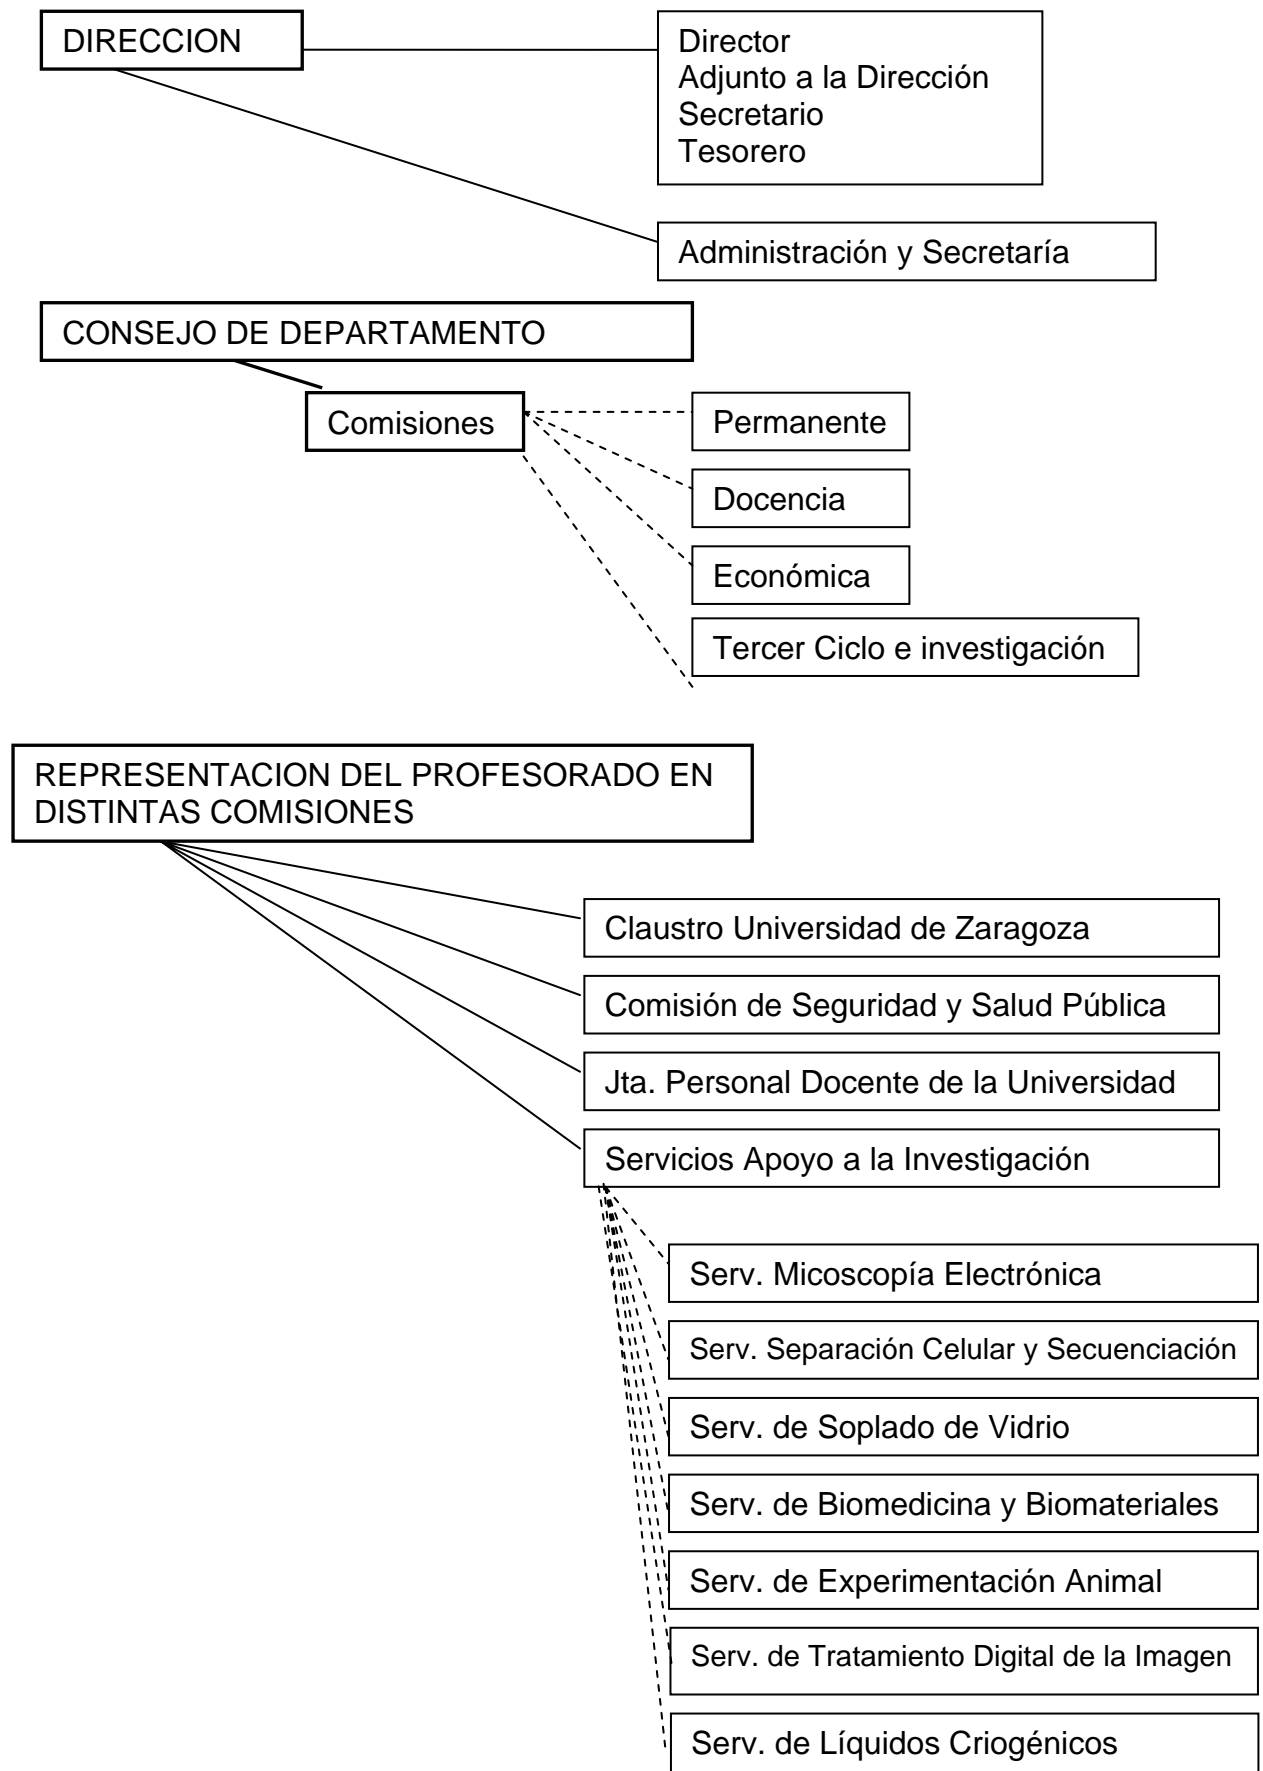 DIRECCION
Director
Adjunto a la Dirección
Secretario
Tesorero
Administración y Secretaría
CONSEJO DE DEPARTAMENTO
Comisiones
Permanente
Docencia
Económica
Tercer Ciclo e investigación
REPRESENTACION DEL PROFESORADO EN
DISTINTAS COMISIONES
Claustro Universidad de Zaragoza
Comisión de Seguridad y Salud Pública
Jta. Personal Docente de la Universidad
Servicios Apoyo a la Investigación
Serv. Micoscopía Electrónica
Serv. Separación Celular y Secuenciación
Serv. de Soplado de Vidrio
Serv. de Biomedicina y Biomateriales
Serv. de Experimentación Animal
Serv. de Tratamiento Digital de la Imagen
Serv. de Líquidos Criogénicos